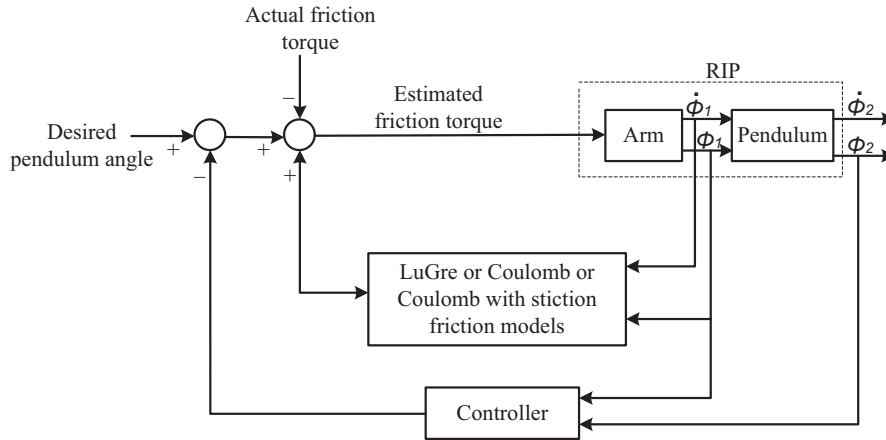 Actual friction
torque
RIP
−
Estimated
friction torque
ϕ̇₁
ϕ̇₂
Desired
pendulum angle
+
+
Arm
Pendulum
ϕ₁
ϕ₂
−
+
LuGre or Coulomb or
Coulomb with stiction
friction models
Controller